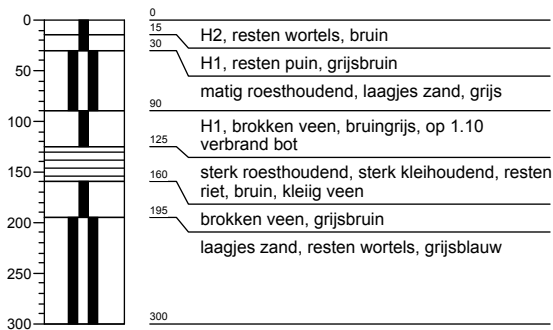 0
50
100
150
200
250
300
0
15
H2, resten wortels, bruin
30
H1, resten puin, grijsbruin
matig roesthoudend, laagjes zand, grijs
90
H1, brokken veen, bruingrijs, op 1.10
verbrand bot
125
sterk roesthoudend, sterk kleihoudend, resten
riet, bruin, kleiig veen
160
brokken veen, grijsbruin
195
laagjes zand, resten wortels, grijsblauw
300